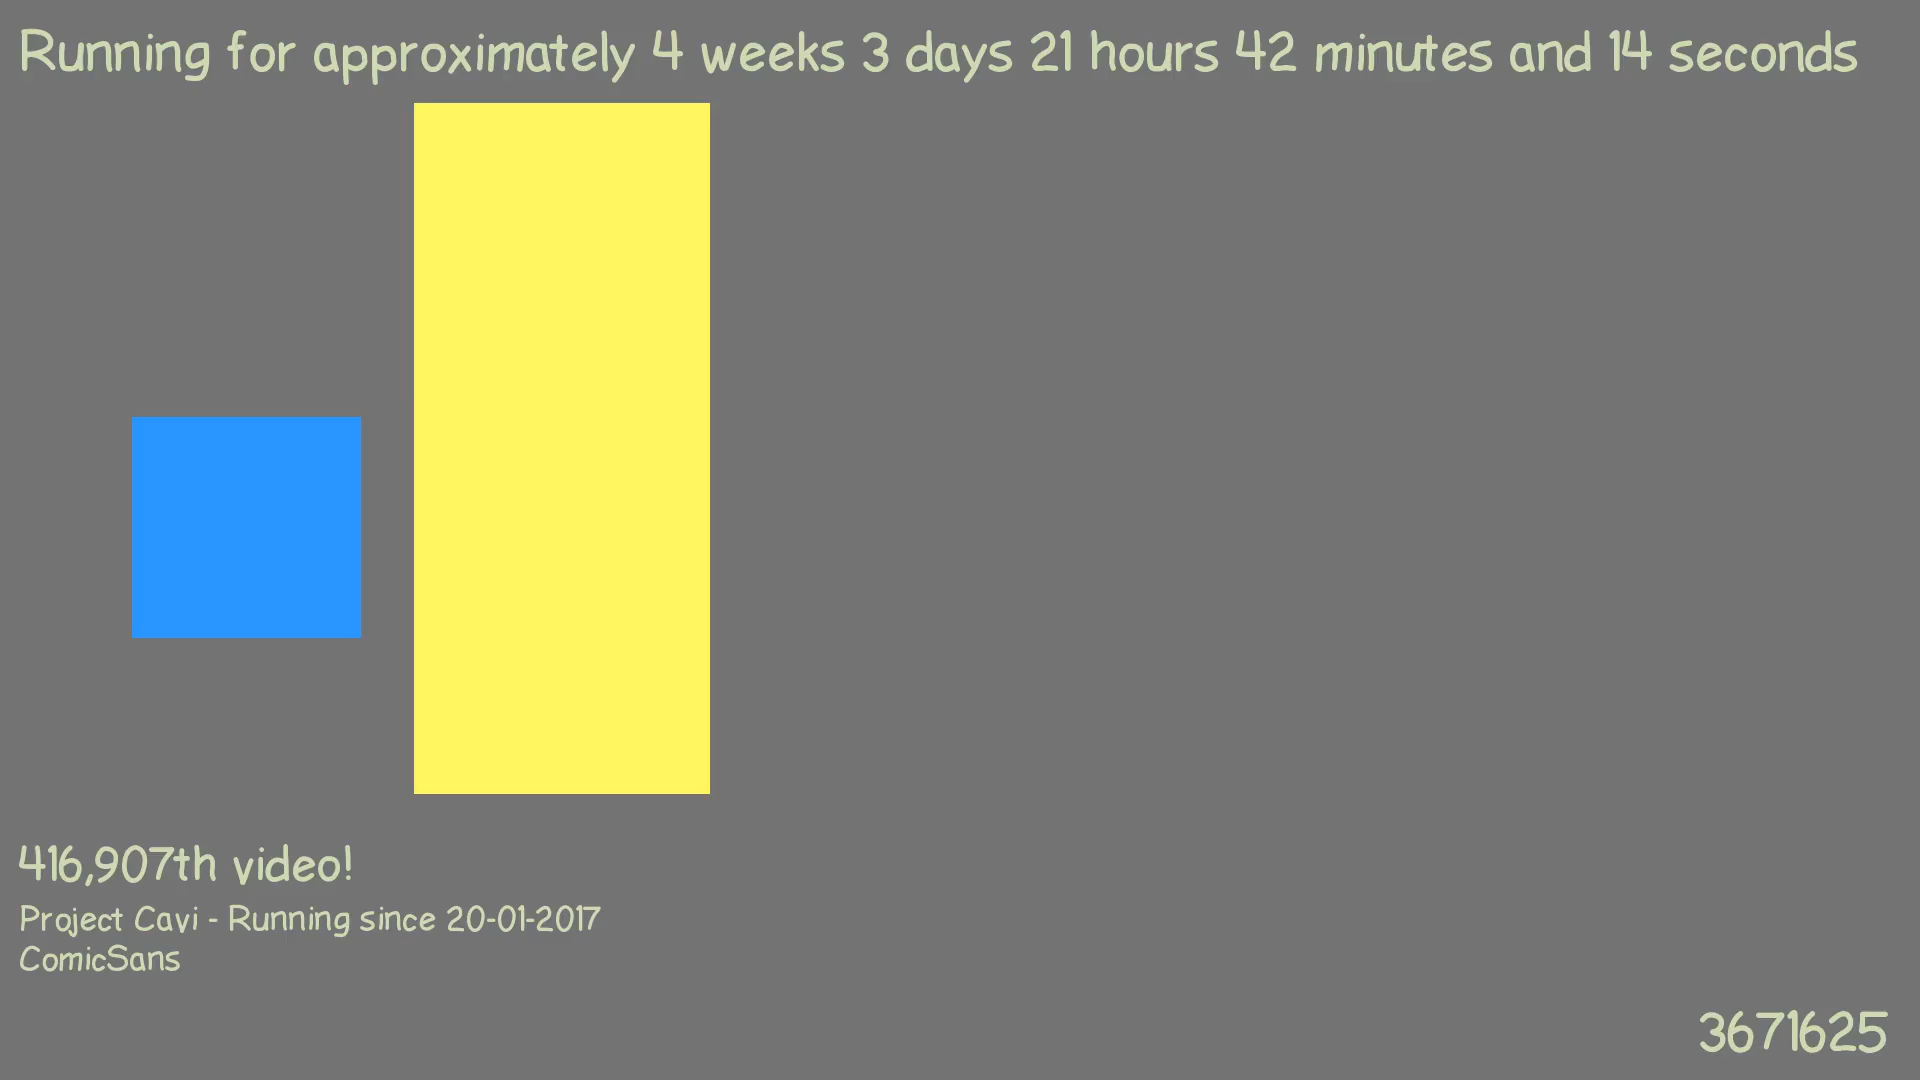 Running for approximately 4 weeks 3 days 21 hours 42 minutes and 14 seconds
416,907th video!
Project Cavi - Running since 20-01-2017
ComicSans
3671625